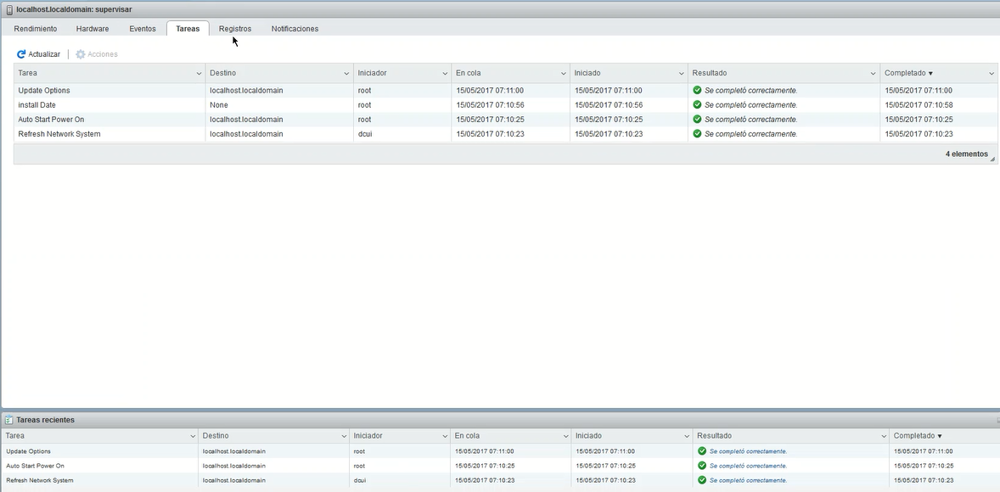 localhost.localdomain: supervisar
Rendimiento Hardware Eventos Tareas Registros Notificaciones
Actualizar Acciones
Tarea Destino Iniciador En cola Iniciado Resultado Completado
Update Options localhost.localdomain root 15/05/2017 07:11:00 15/05/2017 07:11:00 Se completó correctamente. 15/05/2017 07:11:00
install Date None root 15/05/2017 07:10:56 15/05/2017 07:10:56 Se completó correctamente. 15/05/2017 07:10:58
Auto Start Power On localhost.localdomain root 15/05/2017 07:10:25 15/05/2017 07:10:25 Se completó correctamente. 15/05/2017 07:10:25
Refresh Network System localhost.localdomain dcui 15/05/2017 07:10:23 15/05/2017 07:10:23 Se completó correctamente. 15/05/2017 07:10:23
4 elementos
Tareas recientes
Tarea Destino Iniciador En cola Iniciado Resultado Completado
Update Options localhost.localdomain root 15/05/2017 07:11:00 15/05/2017 07:11:00 Se completó correctamente. 15/05/2017 07:11:00
Auto Start Power On localhost.localdomain root 15/05/2017 07:10:25 15/05/2017 07:10:25 Se completó correctamente. 15/05/2017 07:10:25
Refresh Network System localhost.localdomain dcui 15/05/2017 07:10:23 15/05/2017 07:10:23 Se completó correctamente. 15/05/2017 07:10:23